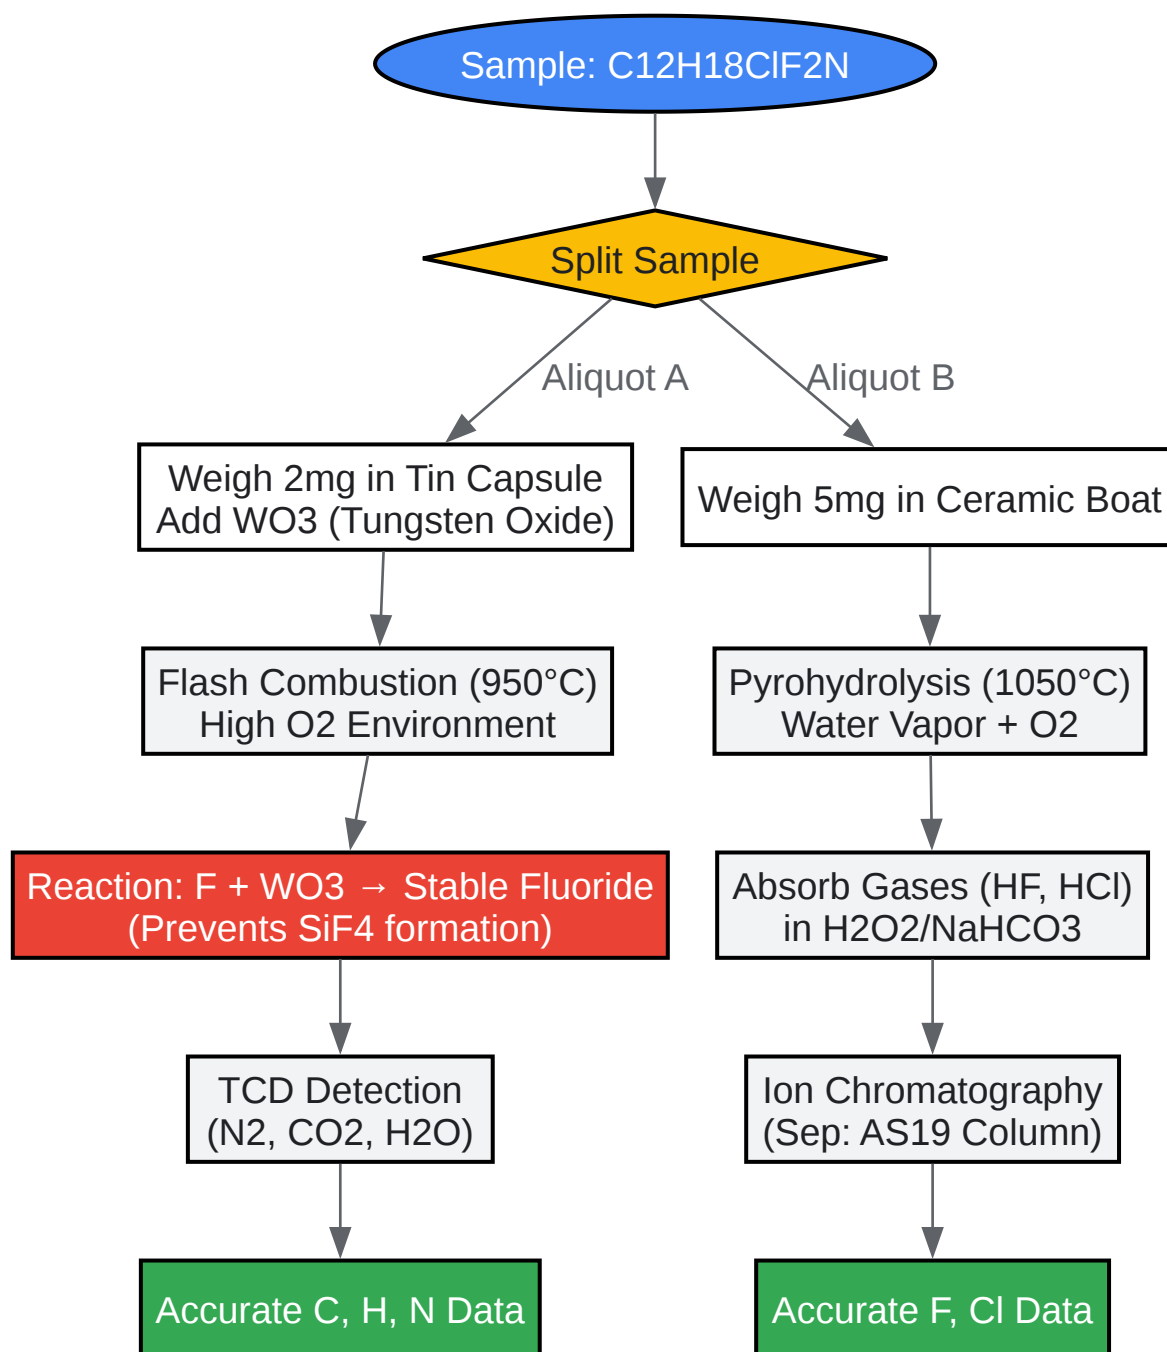 Sample: C12H18ClF2N
Split Sample
Aliquot A
Aliquot B
Weigh 2mg in Tin Capsule
Add WO3 (Tungsten Oxide)
Weigh 5mg in Ceramic Boat
Flash Combustion (950°C)
High O2 Environment
Pyrohydrolysis (1050°C)
Water Vapor + O2
Reaction: F + WO3 → Stable Fluoride
(Prevents SiF4 formation)
Absorb Gases (HF, HCl)
in H2O2/NaHCO3
TCD Detection
(N2, CO2, H2O)
Ion Chromatography
(Sep: AS19 Column)
Accurate C, H, N Data
Accurate F, Cl Data